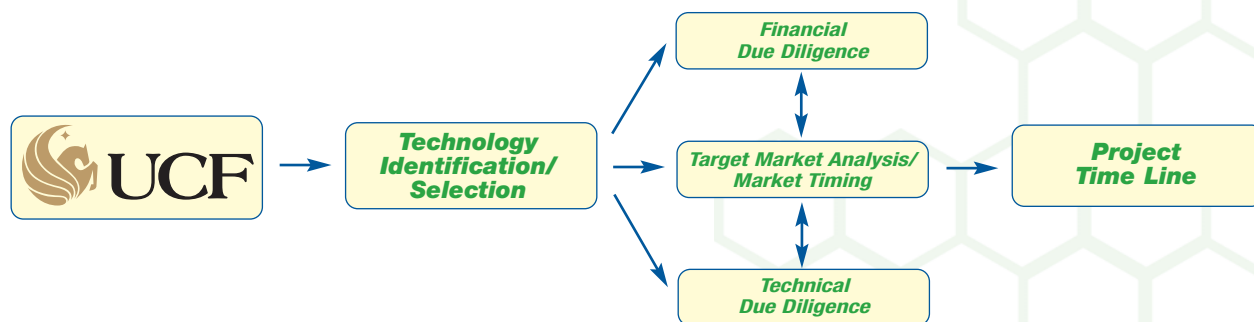 UCF
Technology
Identification/
Selection
Financial
Due Diligence
Target Market Analysis/
Market Timing
Technical
Due Diligence
Project
Time Line